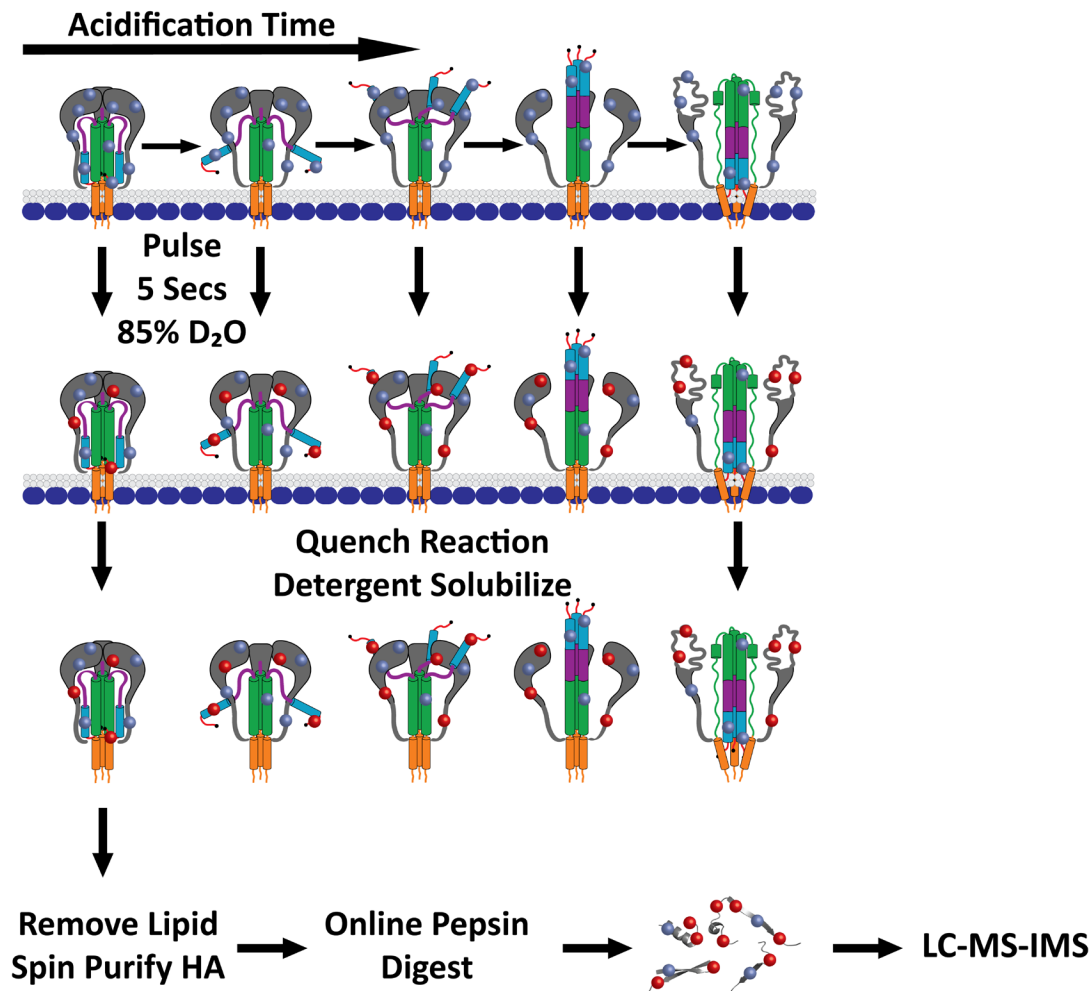 Acidification Time
Pulse
5 Secs
85% D₂O
Quench Reaction
Detergent Solubilize
Remove Lipid
Spin Purify HA
Online Pepsin
Digest
LC-MS-IMS